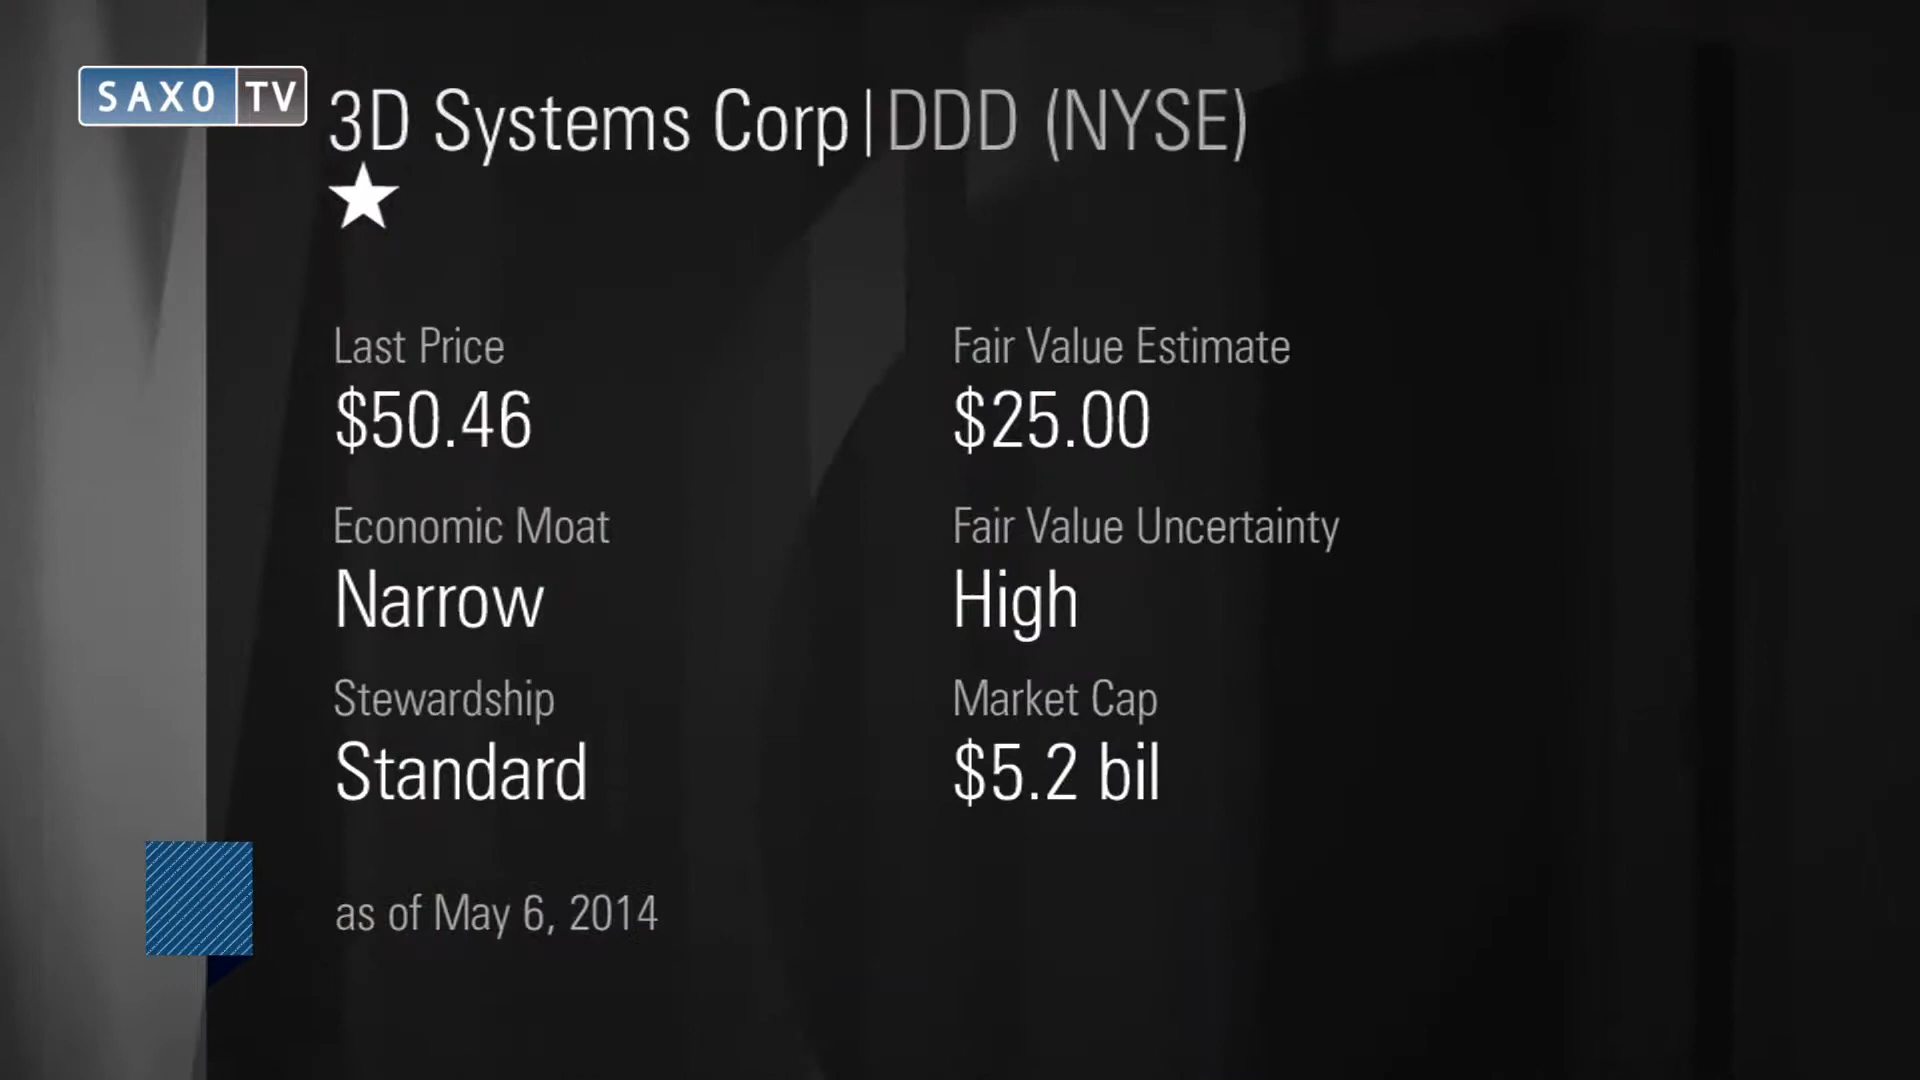 SAXO TV
3D Systems Corp|DDD (NYSE)
Last Price
$50.46
Fair Value Estimate
$25.00
Economic Moat
Narrow
Fair Value Uncertainty
High
Stewardship
Standard
Market Cap
$5.2 bil
as of May 6, 2014